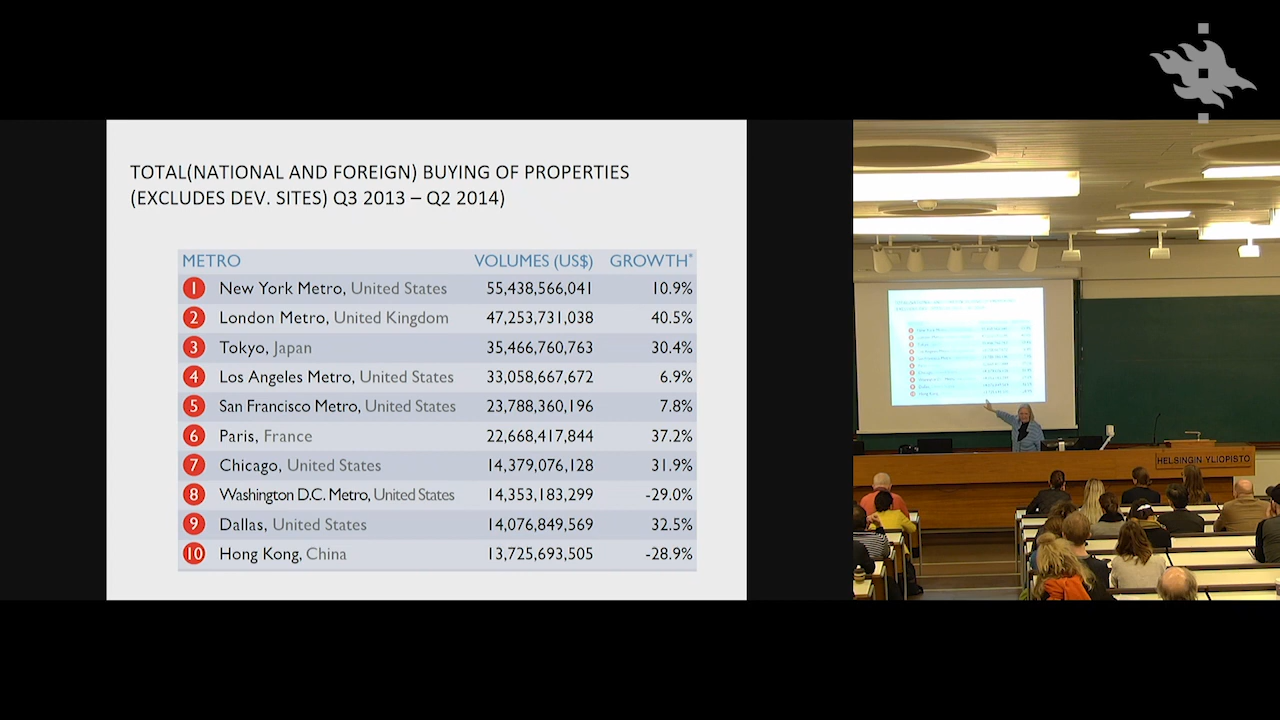 TOTAL(NATIONAL AND FOREIGN) BUYING OF PROPERTIES
(EXCLUDES DEV. SITES) Q3 2013 – Q2 2014)
METRO VOLUMES (US$) GROWTH*
1 New York Metro, United States 55,438,566,041 10.9%
2 London Metro, United Kingdom 47,253,731,038 40.5%
3 Tokyo, Japan 35,466,760,763 30.4%
4 Los Angeles Metro, United States 33,058,667,672 6.9%
5 San Francisco Metro, United States 23,788,360,196 7.8%
6 Paris, France 22,668,417,844 37.2%
7 Chicago, United States 14,379,076,128 31.9%
8 Washington D.C. Metro, United States 14,353,183,299 -29.0%
9 Dallas, United States 14,076,849,569 32.5%
10 Hong Kong, China 13,725,693,505 -28.9%
HELSINGIN YLIOPISTO